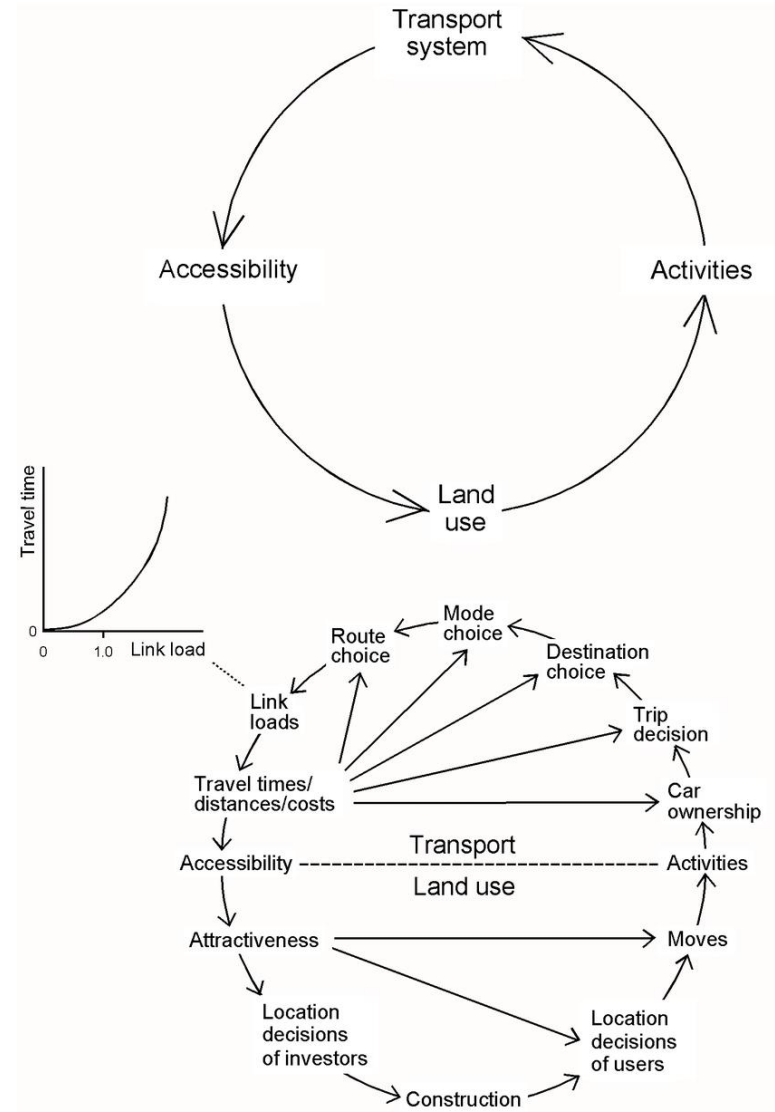 Transport
system
Accessibility
Activities
Land
use
Travel time
0
0
1.0
Link load
Mode
choice
Route
choice
Destination
choice
Link
loads
Trip
decision
Travel times/
distances/costs
Car
ownership
Transport
Accessibility
Activities
Land use
Attractiveness
Moves
Location
decisions
of investors
Location
decisions
of users
Construction